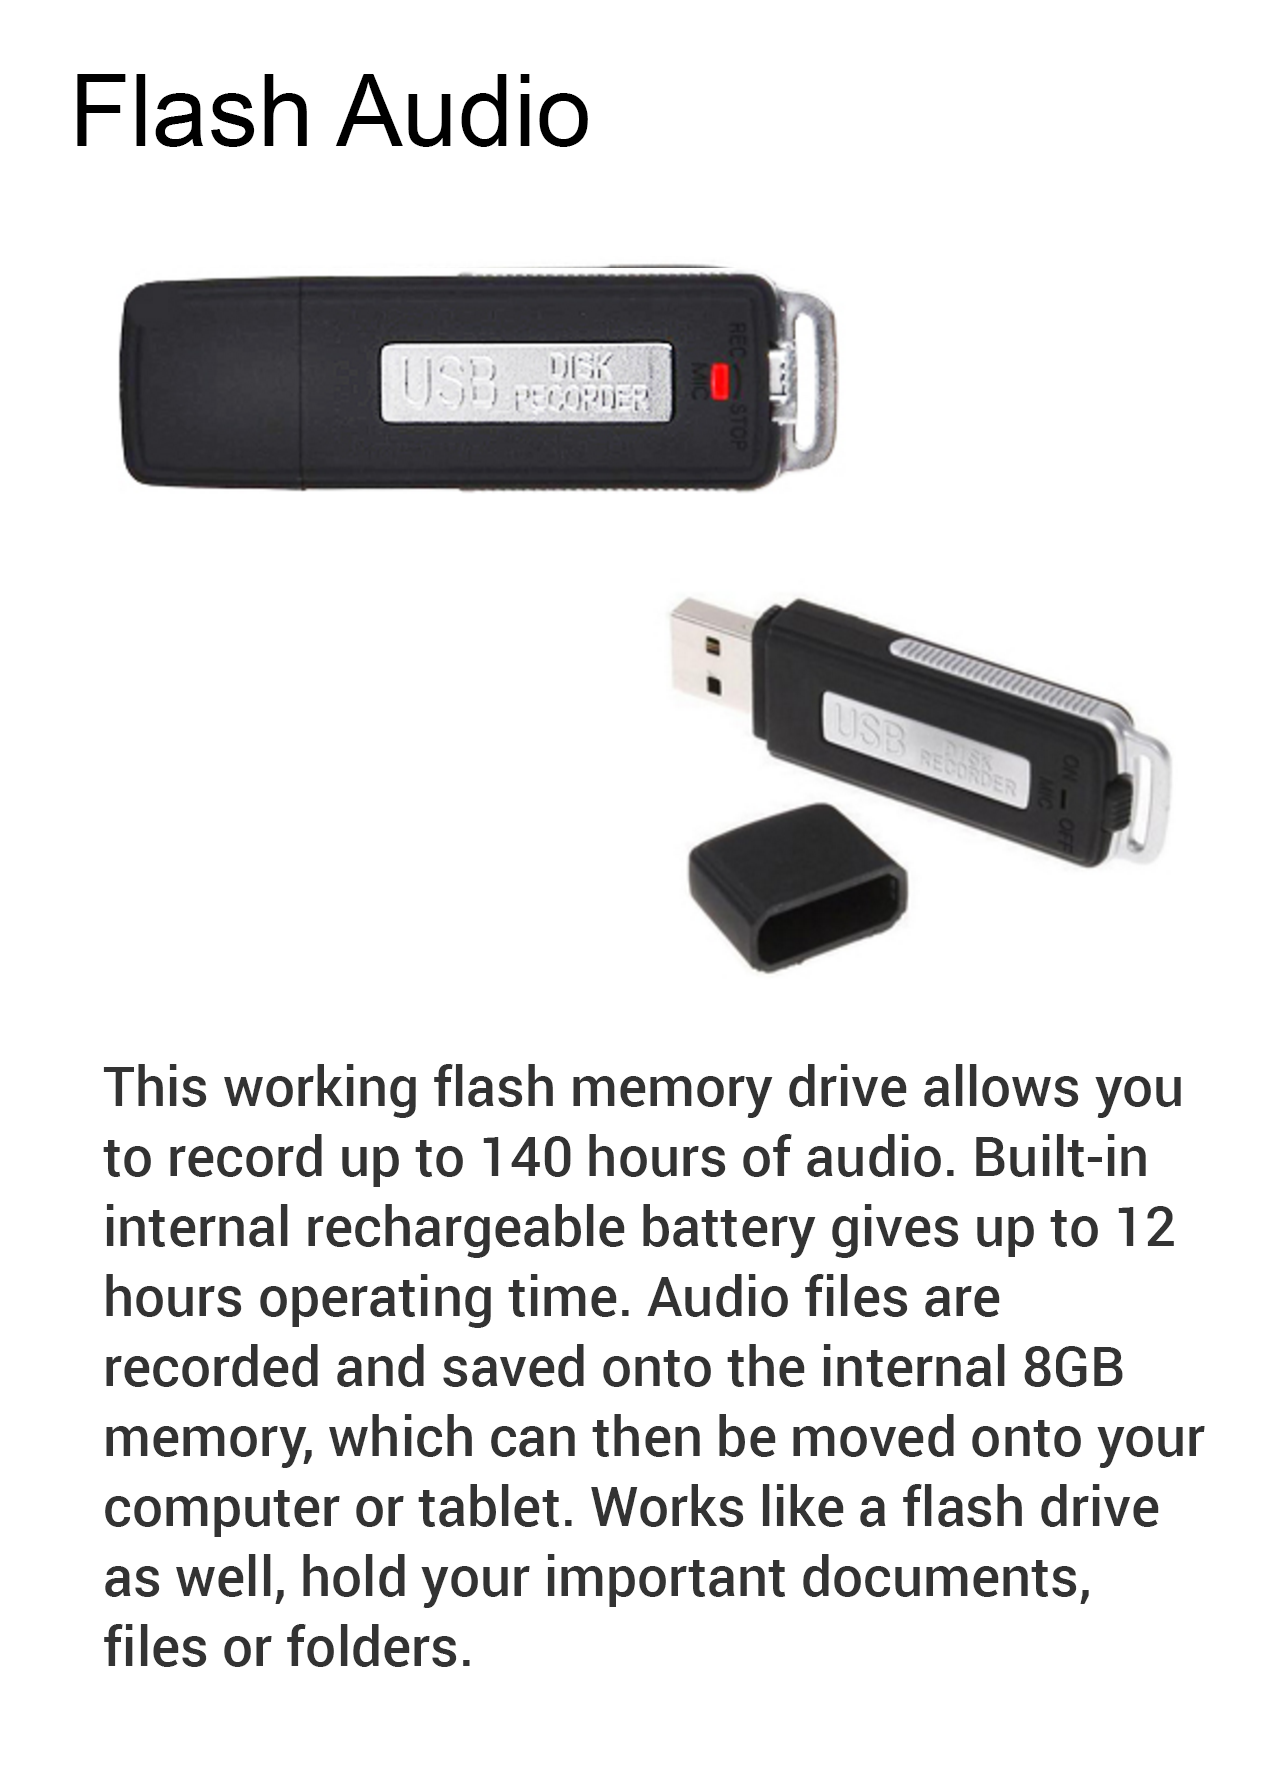 Flash Audio
REC
MIC
STOP
USB DISK
RECORDER
ON
MIC
OFF
USB DISK
RECORDER
This working flash memory drive allows you
to record up to 140 hours of audio. Built-in
internal rechargeable battery gives up to 12
hours operating time. Audio files are
recorded and saved onto the internal 8GB
memory, which can then be moved onto your
computer or tablet. Works like a flash drive
as well, hold your important documents,
files or folders.